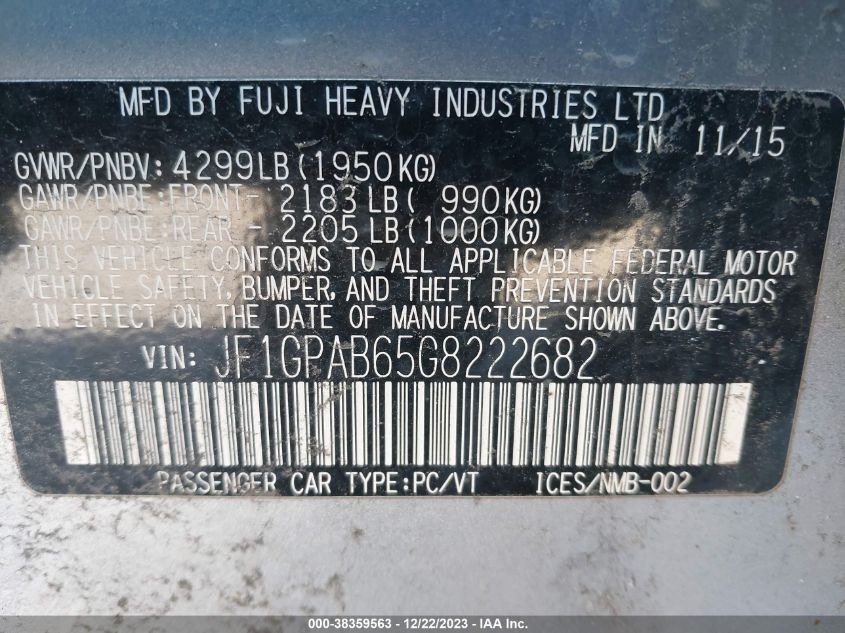 MFD BY FUJI HEAVY INDUSTRIES LTD
MFD IN 11/15
GVWR/PNBV: 4299LB(1950KG)
GAWR/PNBE:FRONT- 2183LB( 990KG)
GAWR/PNBE:REAR - 2205LB(1000KG)
THIS VEHICLE CONFORMS TO ALL APPLICABLE FEDERAL MOTOR
VEHICLE SAFETY, BUMPER, AND THEFT PREVENTION STANDARDS
IN EFFECT ON THE DATE OF MANUFACTURE SHOWN ABOVE.
VIN: JF1GPAB65G8222682
PASSENGER CAR TYPE:PC/VT ICES/NMB-002
000-38359563 - 12/22/2023 - IAA Inc.